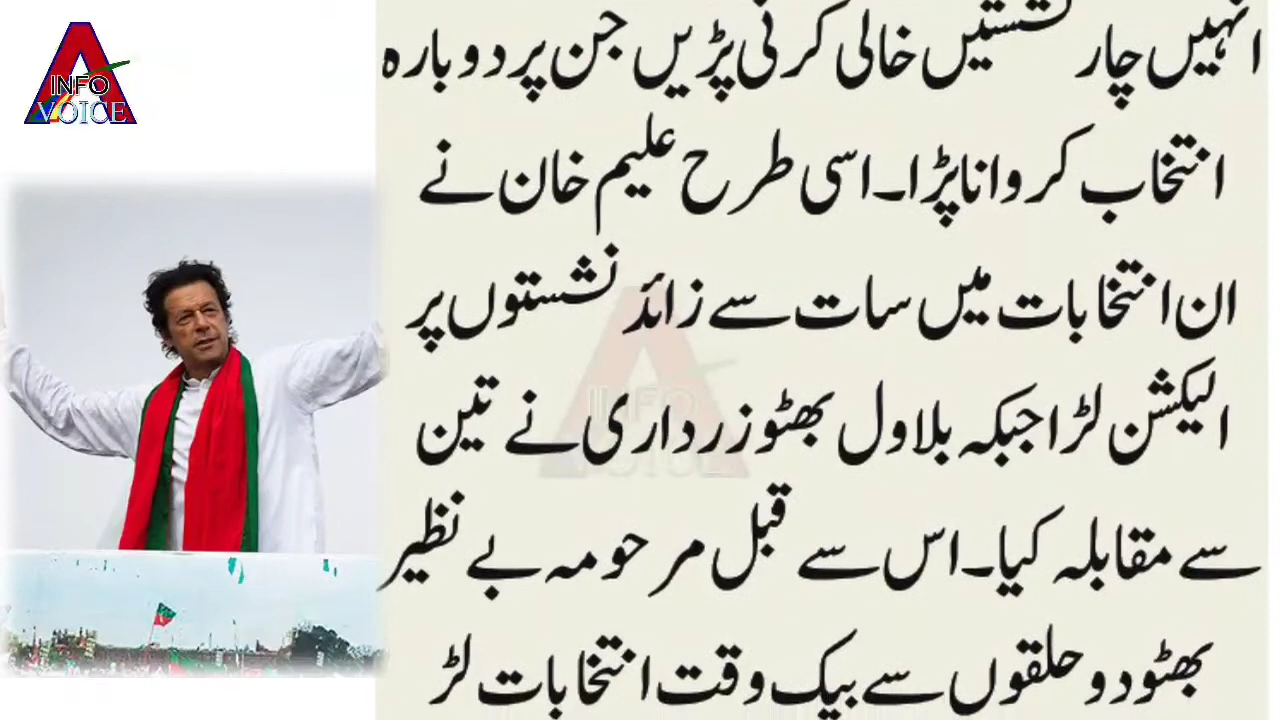 INFO
VOICE
انہیں چار نشستیں خالی کرنی پڑیں جن پر دوبارہ
انتخاب کروانا پڑا۔ اسی طرح علیم خان نے
ان انتخابات میں سات سے زائد نشستوں پر
الیکشن لڑا جبکہ بلاول بھٹو زرداری نے تین
سے مقابلہ کیا۔ اس سے قبل مرحومہ بے نظیر
بھٹو دو حلقوں سے بیک وقت انتخابات لڑ
INFO
VOICE